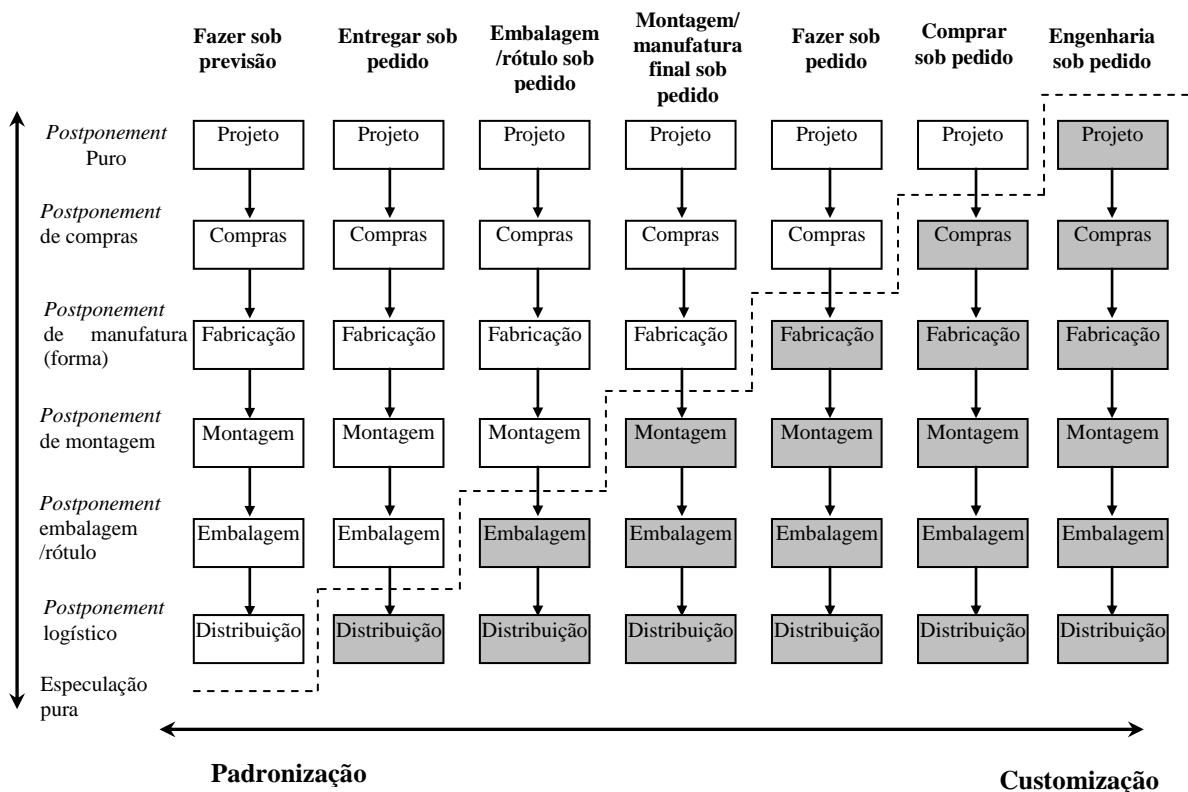 Fazer sob
previsão
Entregar sob
pedido
Embalagem
/rótulo sob
pedido
Montagem/
manufatura
final sob
pedido
Fazer sob
pedido
Comprar
sob pedido
Engenharia
sob pedido
Postponement
Puro
Projeto
Projeto
Projeto
Projeto
Projeto
Projeto
Projeto
Postponement
de compras
Compras
Compras
Compras
Compras
Compras
Compras
Compras
Postponement
de manufatura
(forma)
Fabricação
Fabricação
Fabricação
Fabricação
Fabricação
Fabricação
Fabricação
Postponement
de montagem
Montagem
Montagem
Montagem
Montagem
Montagem
Montagem
Montagem
Postponement
embalagem
/rótulo
Embalagem
Embalagem
Embalagem
Embalagem
Embalagem
Embalagem
Embalagem
Postponement
logístico
Distribuição
Distribuição
Distribuição
Distribuição
Distribuição
Distribuição
Distribuição
Especulação
pura
Padronização
Customização